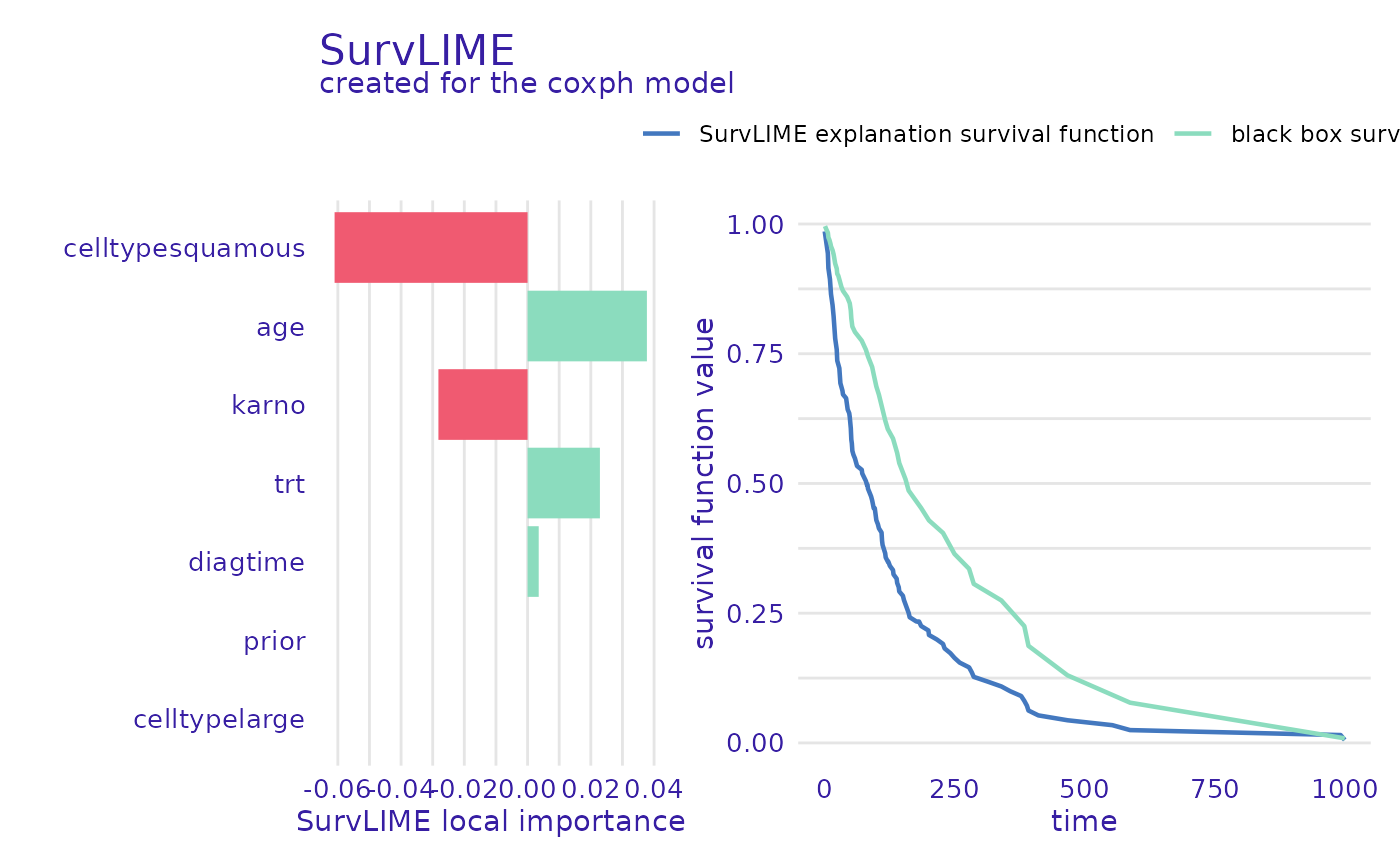 SurvLIME
created for the coxph model
SurvLIME explanation survival function
black box surv
celltypesquamous
age
karno
trt
diagtime
prior
celltypelarge
-0.06 -0.04 -0.02 0.00 0.02 0.04
SurvLIME local importance
survival function value
1.00
0.75
0.50
0.25
0.00
0 250 500 750 1000
time